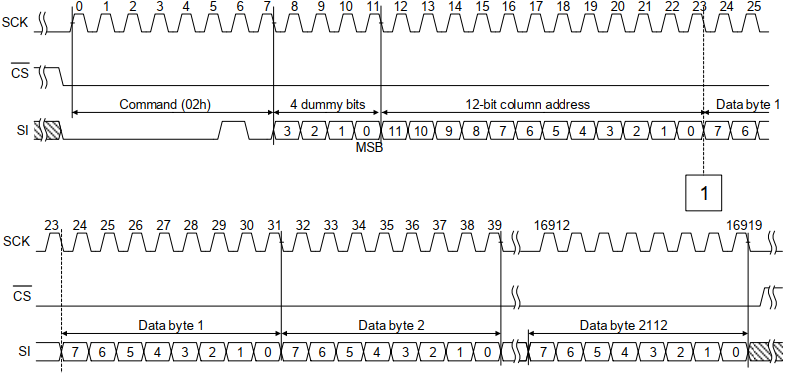 0 1 2 3 4 5 6 7 8 9 10 11 12 13 14 15 16 17 18 19 20 21 22 23 24 25
SCK
CS
Command (02h) 4 dummy bits 12-bit column address Data byte 1
SI 3 2 1 0 11 10 9 8 7 6 5 4 3 2 1 0 7 6
MSB
1
23 24 25 26 27 28 29 30 31 32 33 34 35 36 37 38 39 16912 16919
SCK
CS
Data byte 1 Data byte 2 Data byte 2112
SI 7 6 5 4 3 2 1 0 7 6 5 4 3 2 1 0 7 6 5 4 3 2 1 0